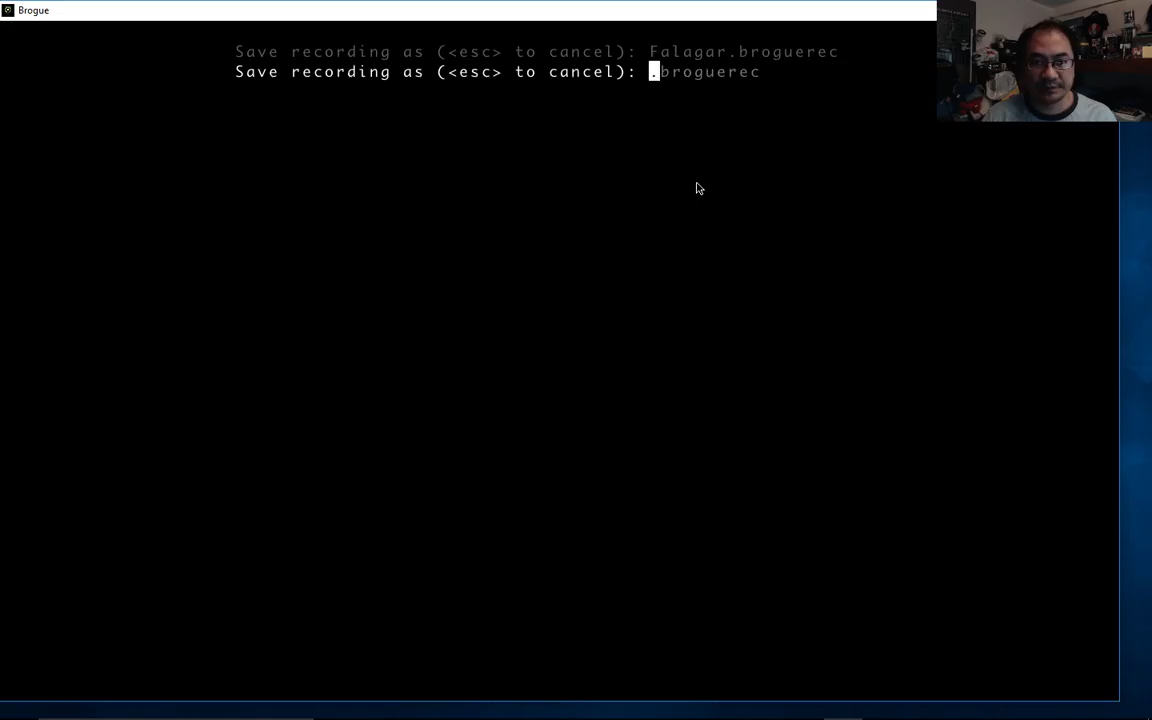 Brogue
Save recording as (<esc> to cancel): Falagar.broguerec
Save recording as (<esc> to cancel): .broguerec